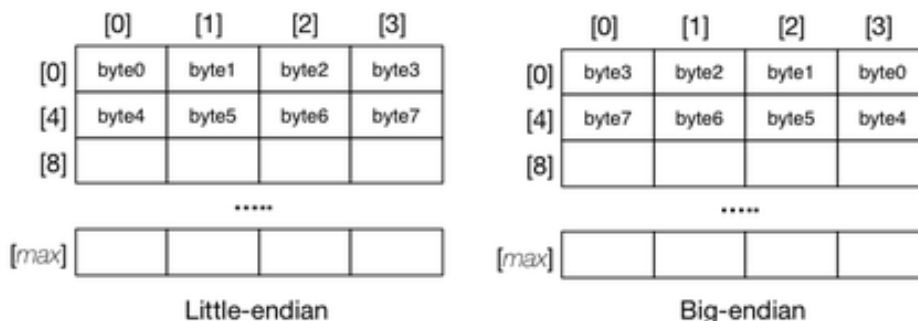 [0] [1] [2] [3]
[0] byte0 byte1 byte2 byte3
[4] byte4 byte5 byte6 byte7
[8]
.....
[max]
Little-endian
[0] [1] [2] [3]
[0] byte3 byte2 byte1 byte0
[4] byte7 byte6 byte5 byte4
[8]
.....
[max]
Big-endian